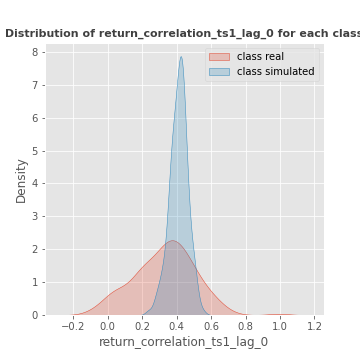 Distribution of return_correlation_ts1_lag_0 for each class
class real
class simulated
8
7
6
5
4
3
2
1
0
Density
−0.2 0.0 0.2 0.4 0.6 0.8 1.0 1.2
return_correlation_ts1_lag_0